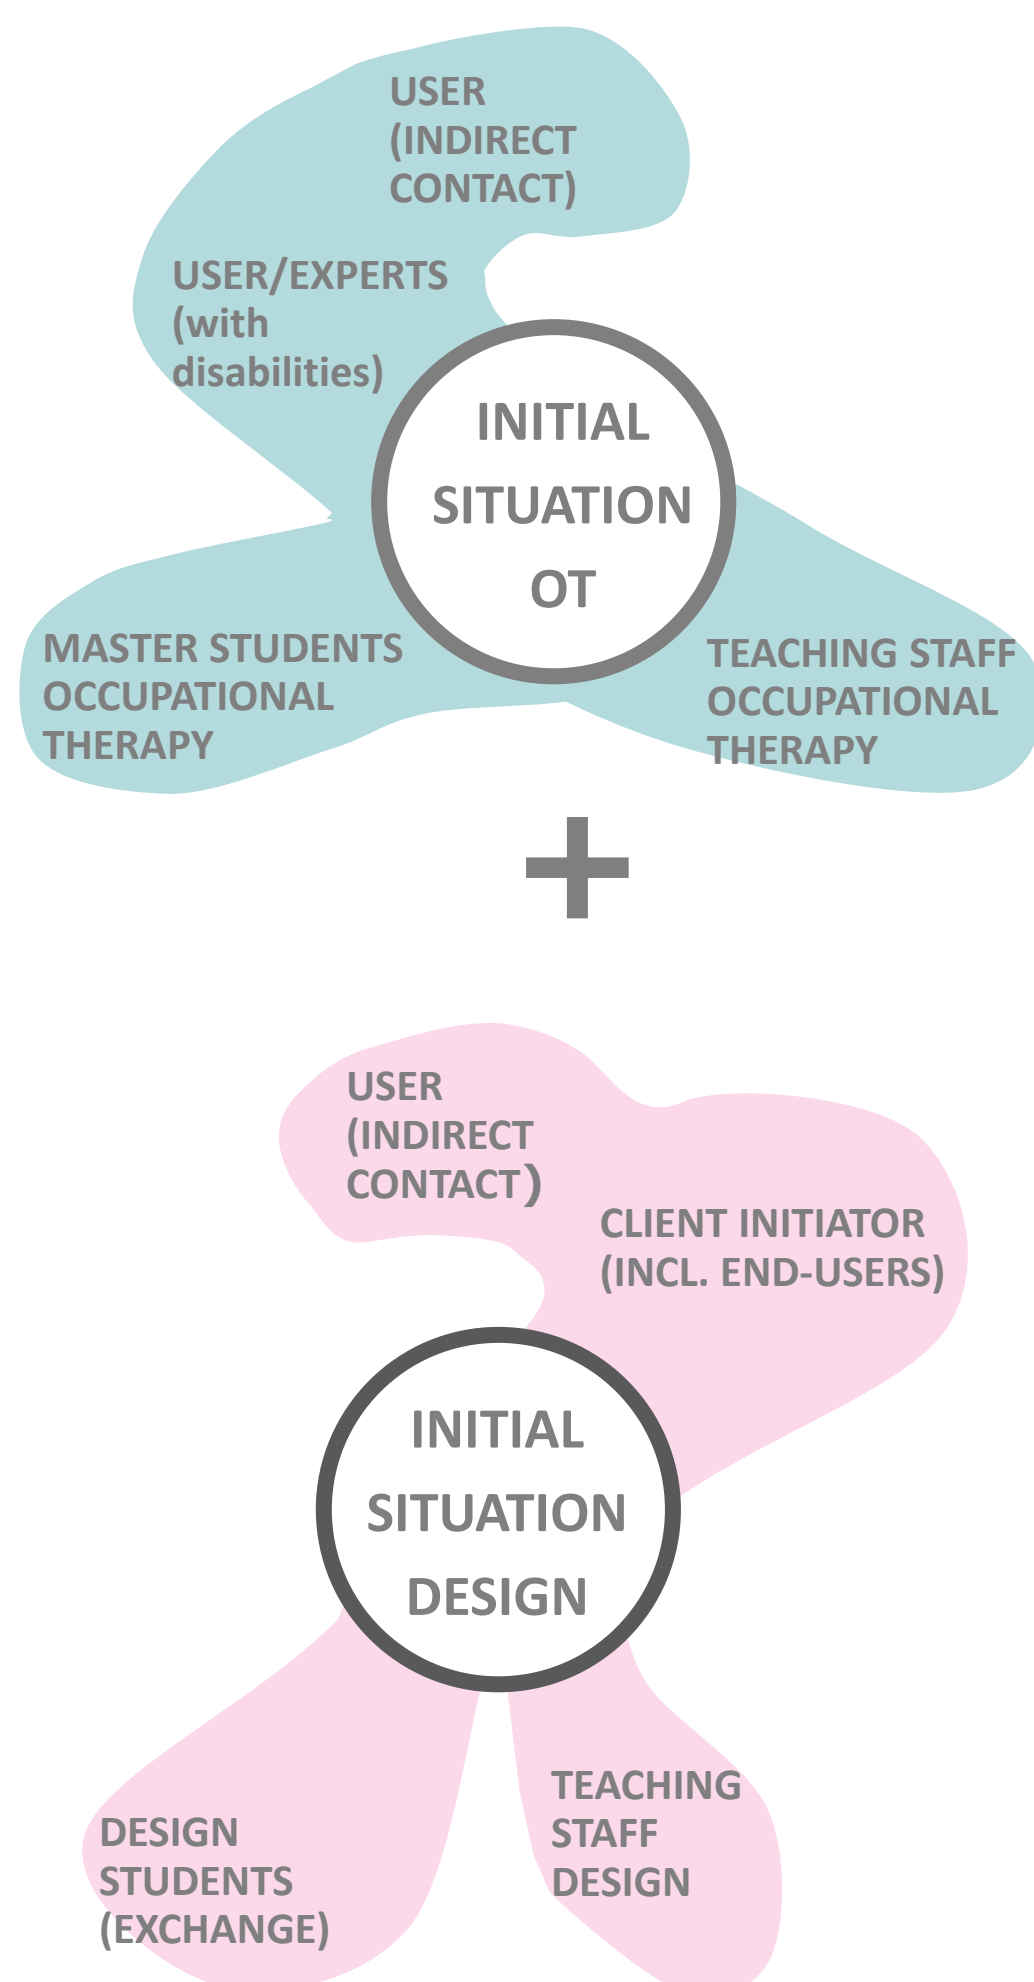 USER
(INDIRECT
CONTACT)
USER/EXPERTS
(with
disabilities)
INITIAL
SITUATION
OT
MASTER STUDENTS
OCCUPATIONAL
THERAPY
TEACHING STAFF
OCCUPATIONAL
THERAPY
+
USER
(INDIRECT
CONTACT)
CLIENT INITIATOR
(INCL. END-USERS)
INITIAL
SITUATION
DESIGN
DESIGN
STUDENTS
(EXCHANGE)
TEACHING
STAFF
DESIGN